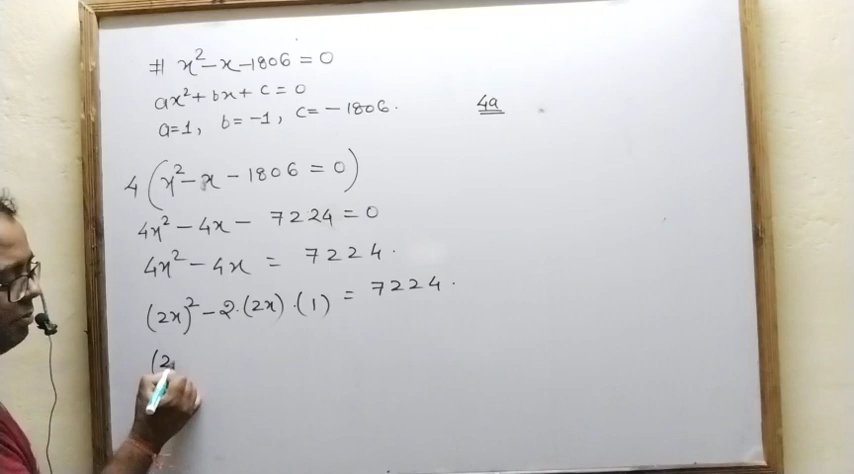 # x² - x - 1806 = 0
ax² + bx + c = 0
a=1, b=-1, c=-1806.
4a
4(x² - x - 1806 = 0)
4x² - 4x - 7224 = 0
4x² - 4x = 7224.
(2x)² - 2.(2x).(1) = 7224.
(2